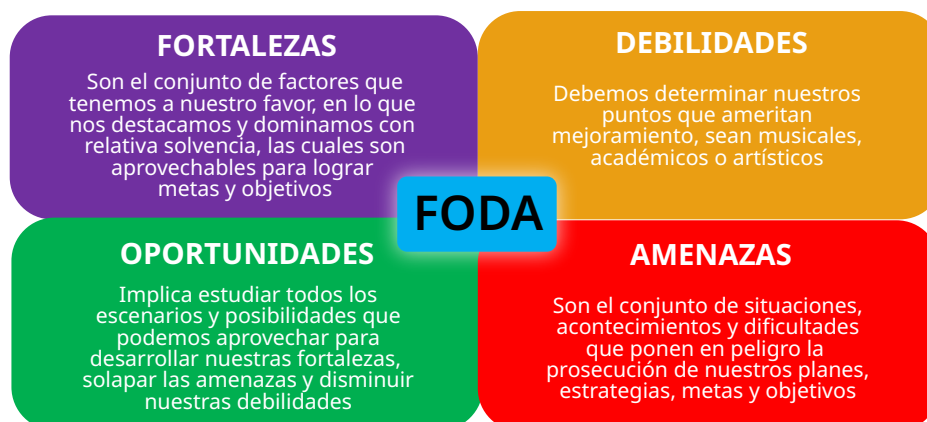 FORTALEZAS
Son el conjunto de factores que
tenemos a nuestro favor, en lo que
nos destacamos y dominamos con
relativa solvencia, las cuales son
aprovechables para lograr
metas y objetivos
DEBILIDADES
Debemos determinar nuestros
puntos que ameritan
mejoramiento, sean musicales,
académicos o artísticos
FODA
OPORTUNIDADES
Implica estudiar todos los
escenarios y posibilidades que
podemos aprovechar para
desarrollar nuestras fortalezas,
solapar las amenazas y disminuir
nuestras debilidades
AMENAZAS
Son el conjunto de situaciones,
acontecimientos y dificultades
que ponen en peligro la
prosecución de nuestros planes,
estrategias, metas y objetivos